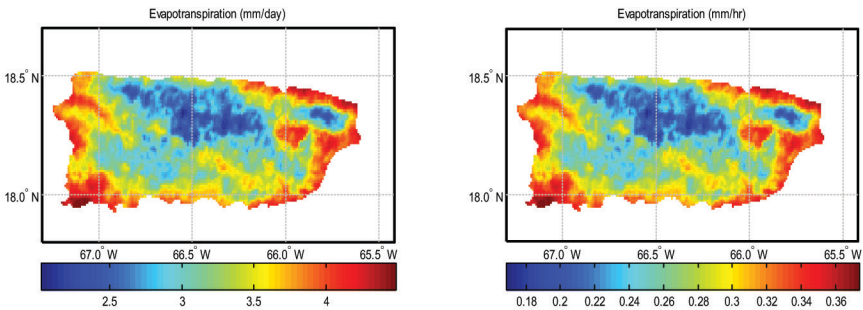 Evapotranspiration (mm/day)
18.5° N
18.0° N
67.0° W 66.5° W 66.0° W 65.5° W
2.5 3 3.5 4
Evapotranspiration (mm/hr)
18.5° N
18.0° N
67.0° W 66.5° W 66.0° W 65.5° W
0.18 0.2 0.22 0.24 0.26 0.28 0.3 0.32 0.34 0.36